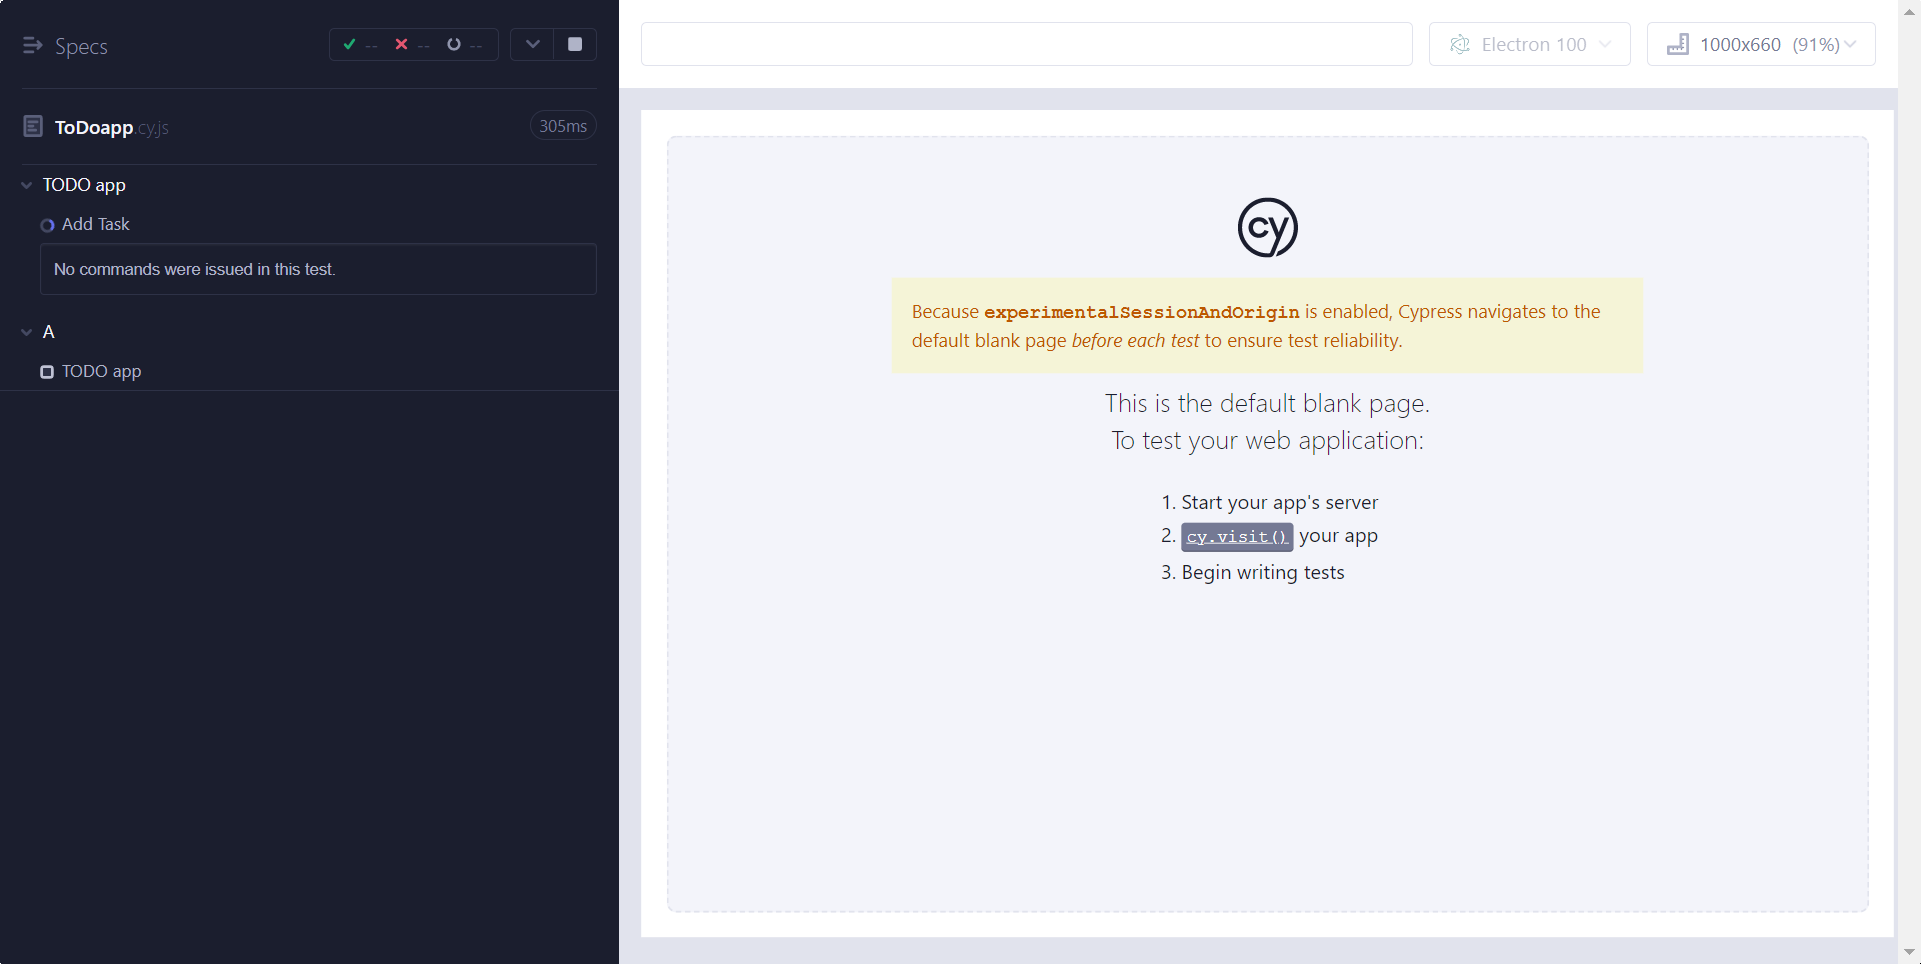 Specs
-- -- --
ToDoapp.cy.js
305ms
TODO app
Add Task
No commands were issued in this test.
A
TODO app
Electron 100
1000x660 (91%)
cy
Because experimentalSessionAndOrigin is enabled, Cypress navigates to the
default blank page before each test to ensure test reliability.
This is the default blank page.
To test your web application:
1. Start your app's server
2. cy.visit() your app
3. Begin writing tests